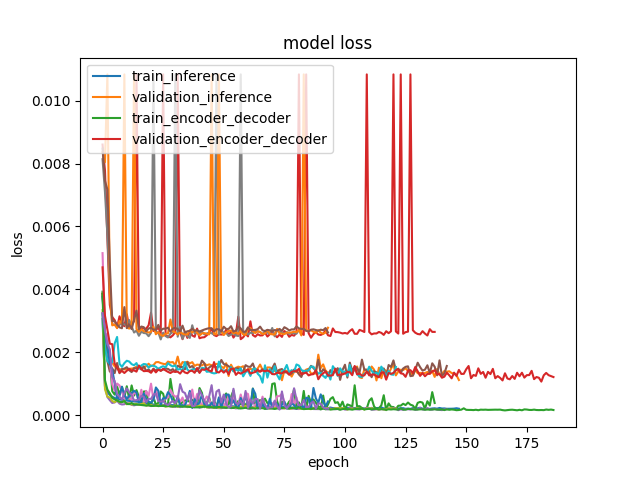 model loss
train_inference
validation_inference
train_encoder_decoder
validation_encoder_decoder
loss
0.010
0.008
0.006
0.004
0.002
0.000
0 25 50 75 100 125 150 175
epoch